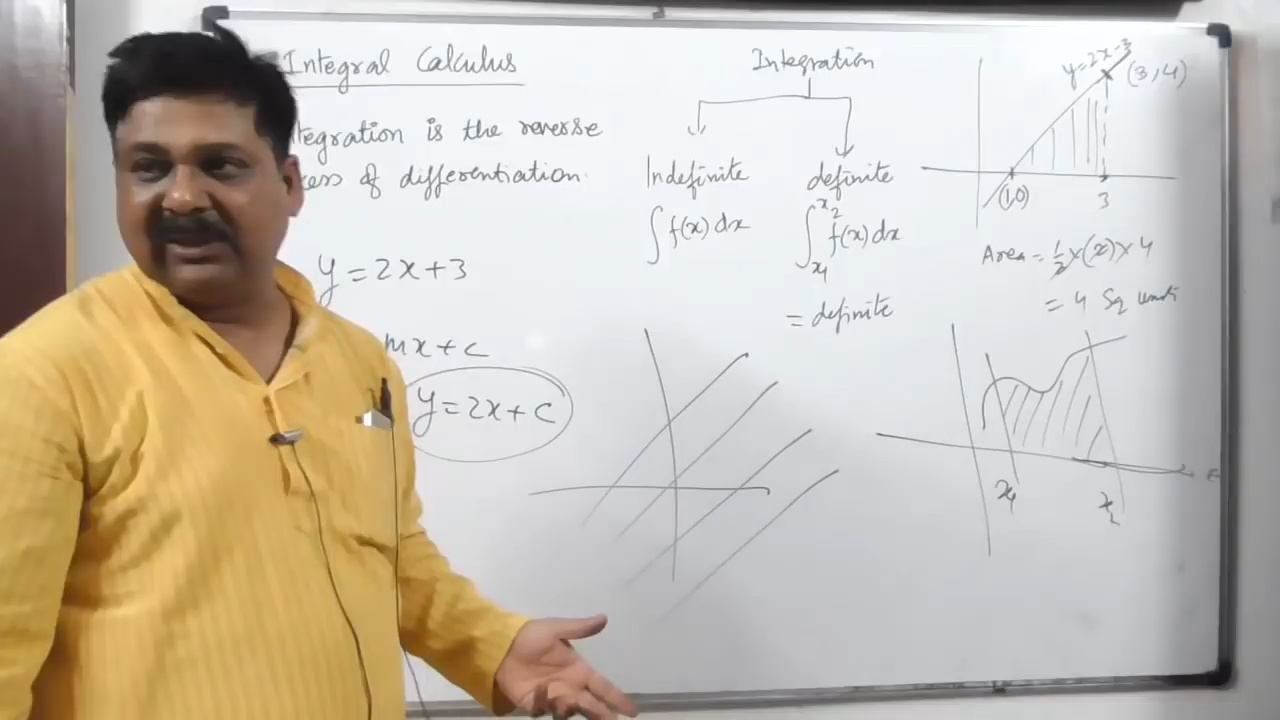 Integral Calculus
tegration is the reverse
cess of differentiation.
y = 2x + 3
mx + c
y = 2x + c
Integration
Indefinite
∫ f(x) dx
definite
∫ f(x) dx
x₂
x₁
= definite
y = 2x - 3
(3, 4)
(1,0)
3
Area = 1/2 × (2) × 4
= 4 Sq units
x₁
x₂